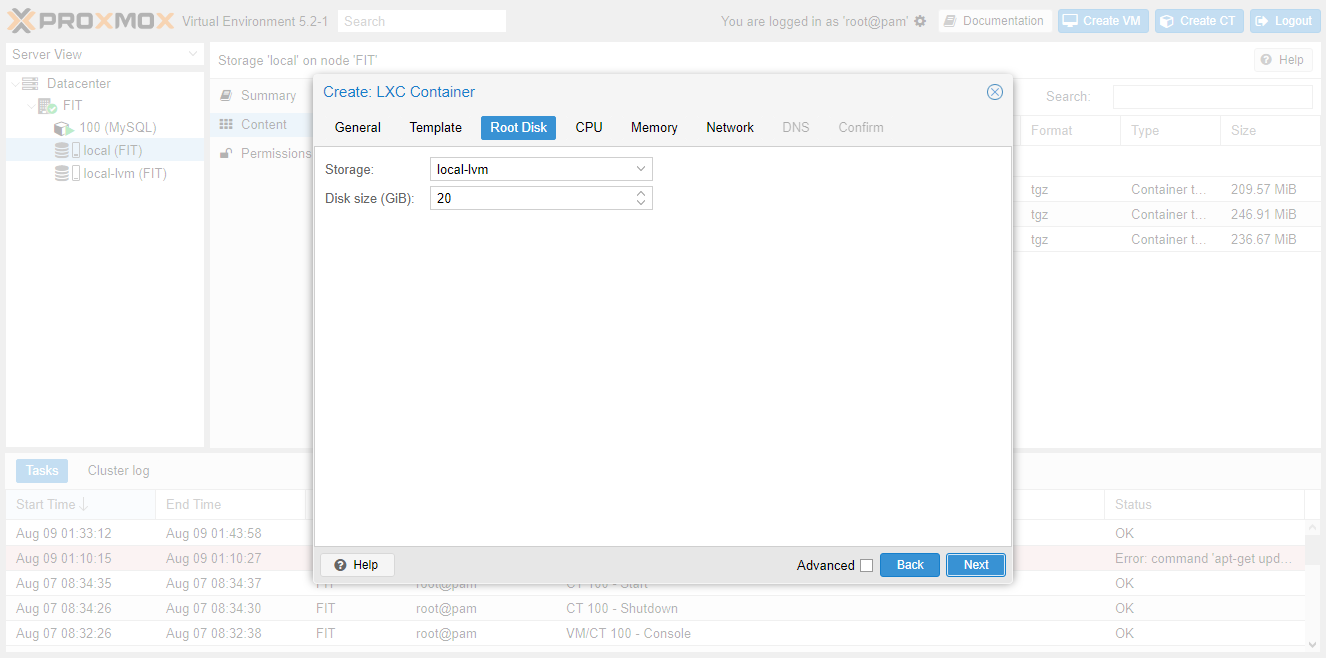 PROXMOX Virtual Environment 5.2-1 Search You are logged in as 'root@pam' Documentation Create VM Create CT Logout
Server View
Storage 'local' on node 'FIT' Help
Datacenter
FIT
100 (MySQL)
local (FIT)
local-lvm (FIT)
Summary
Content
Permissions
Search:
Format Type Size
tgz Container t... 209.57 MiB
tgz Container t... 246.91 MiB
tgz Container t... 236.67 MiB
Create: LXC Container
General Template Root Disk CPU Memory Network DNS Confirm
Storage: local-lvm
Disk size (GiB): 20
Help Advanced Back Next
Tasks Cluster log
Start Time End Time Status
Aug 09 01:33:12 Aug 09 01:43:58 OK
Aug 09 01:10:15 Aug 09 01:10:27 Error: command 'apt-get upd...
Aug 07 08:34:35 Aug 07 08:34:37 FIT root@pam CT 100 - Start OK
Aug 07 08:34:26 Aug 07 08:34:30 FIT root@pam CT 100 - Shutdown OK
Aug 07 08:32:26 Aug 07 08:32:38 FIT root@pam VM/CT 100 - Console OK